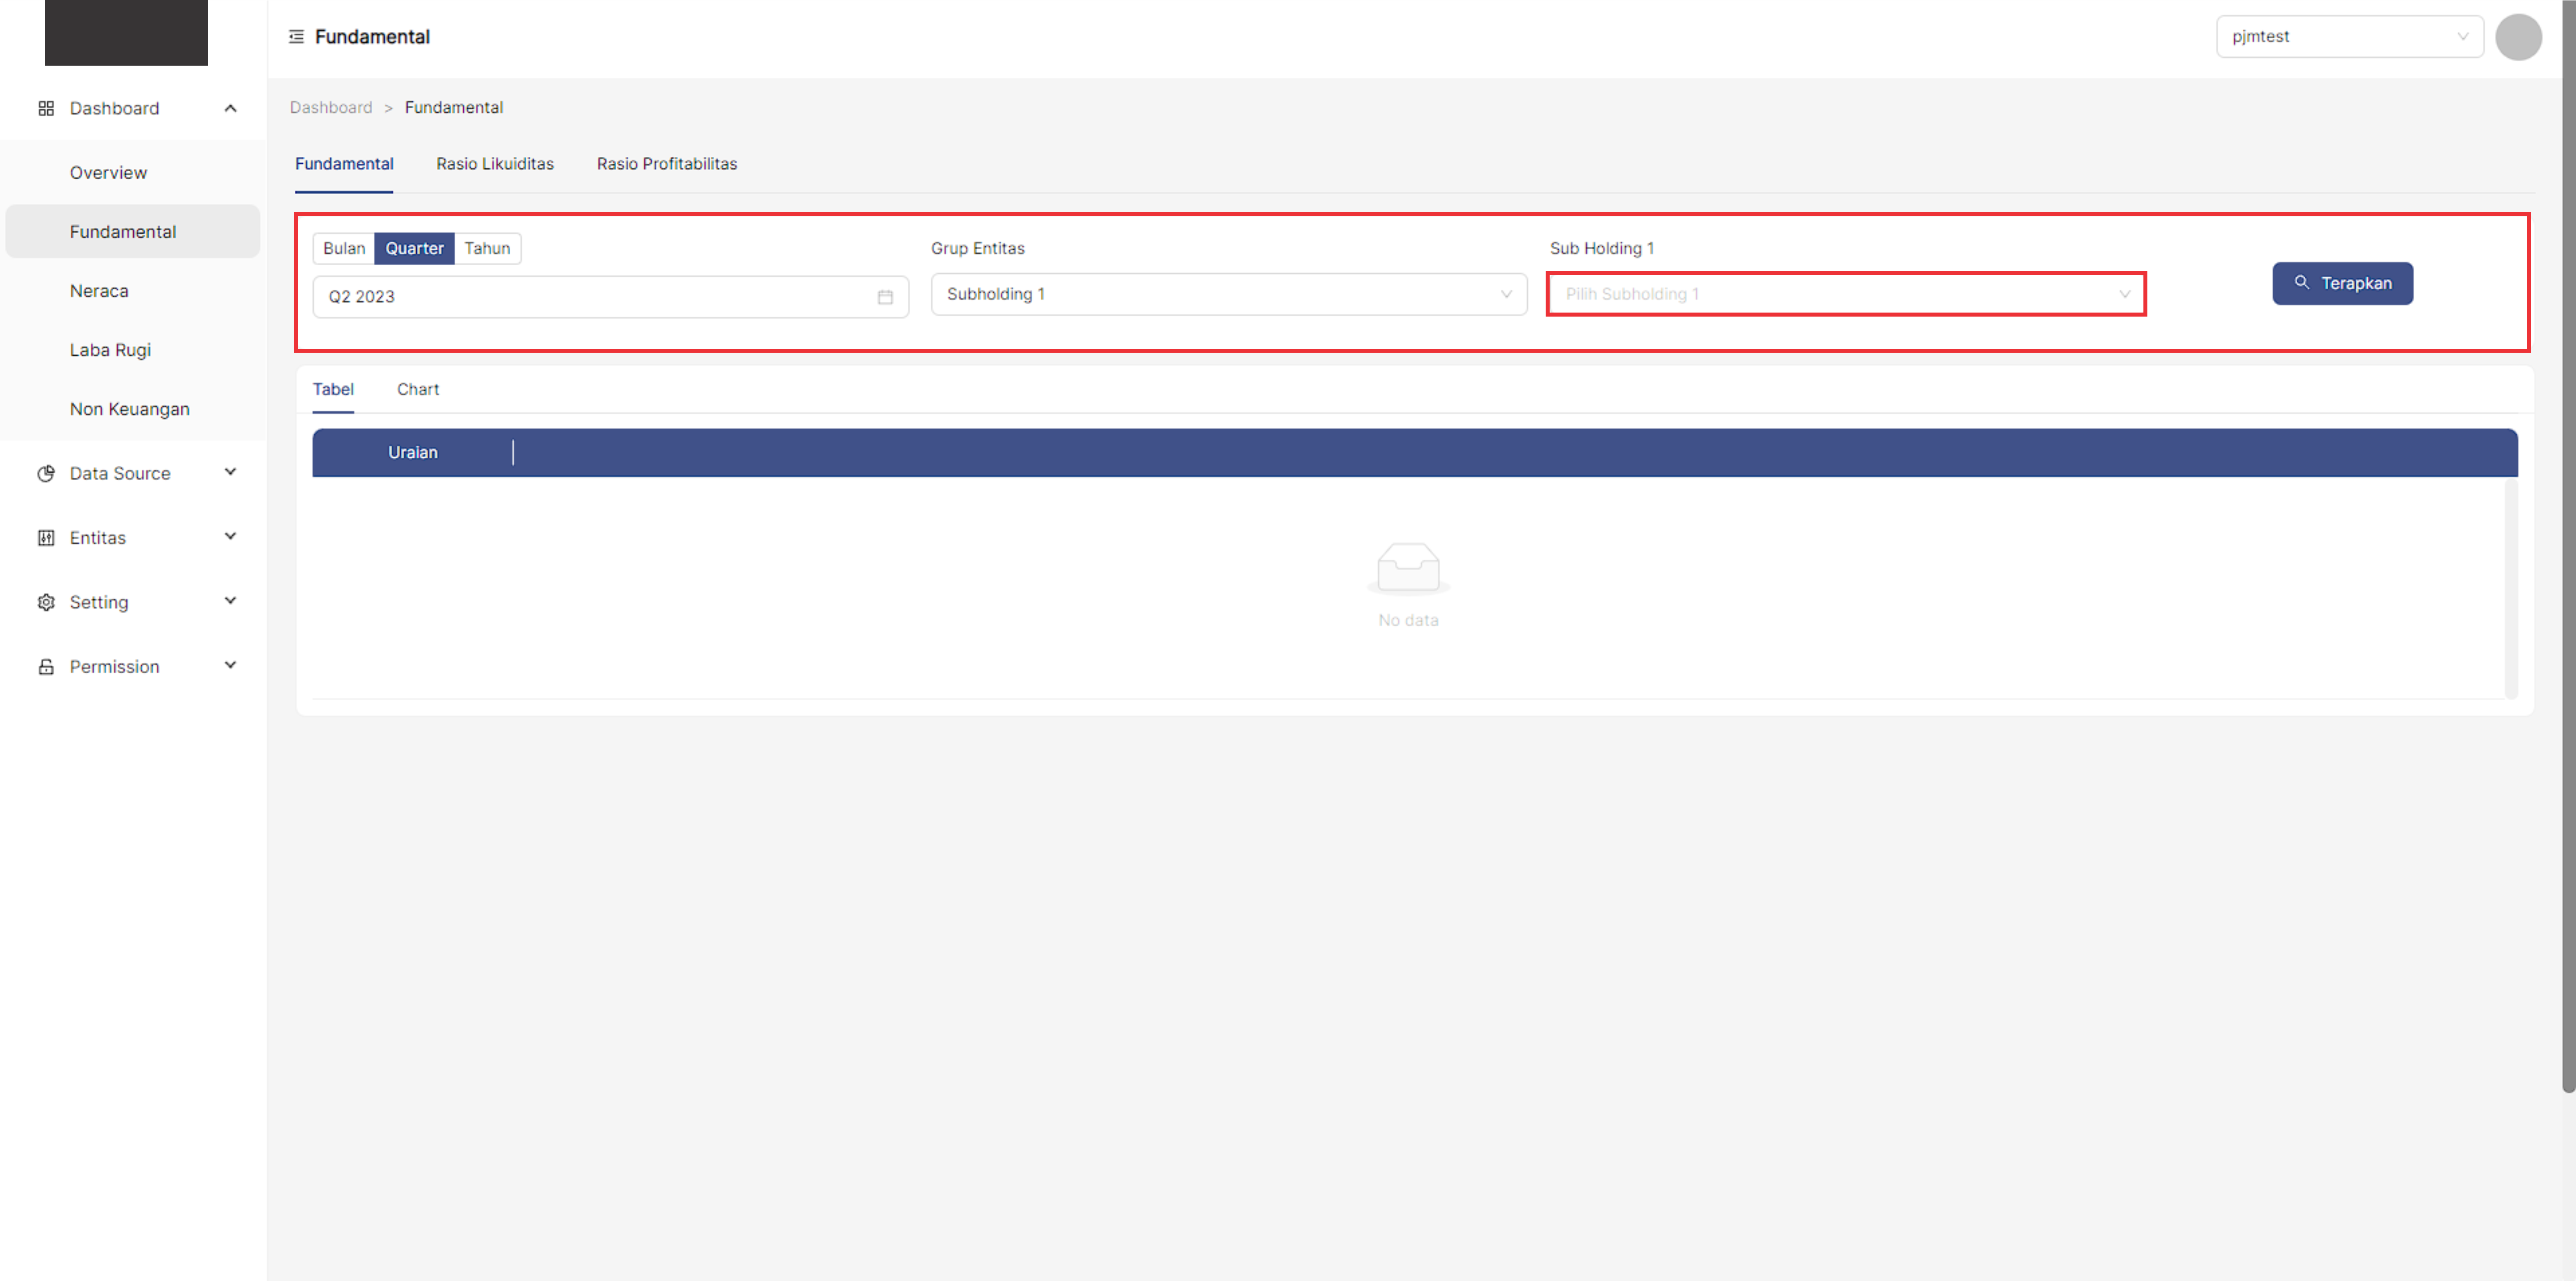 Fundamental
pjmtest
Dashboard
Overview
Fundamental
Neraca
Laba Rugi
Non Keuangan
Data Source
Entitas
Setting
Permission
Dashboard > Fundamental
Fundamental Rasio Likuiditas Rasio Profitabilitas
Bulan Quarter Tahun
Q2 2023
Grup Entitas
Subholding 1
Sub Holding 1
Pilih Subholding 1
Terapkan
Tabel Chart
Uraian
No data